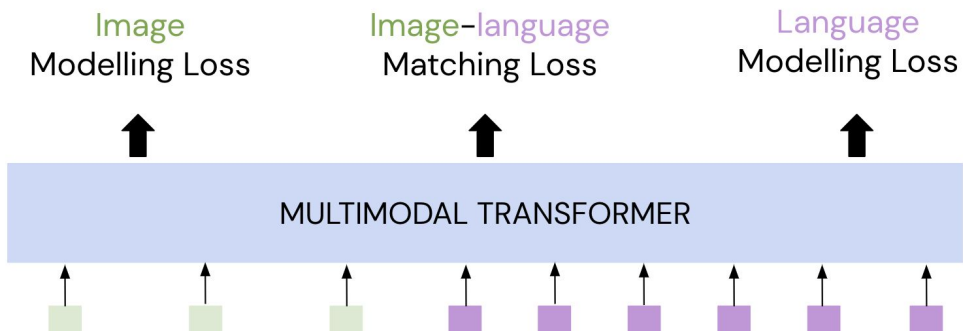 Image
Modelling Loss
Image-language
Matching Loss
Language
Modelling Loss
MULTIMODAL TRANSFORMER